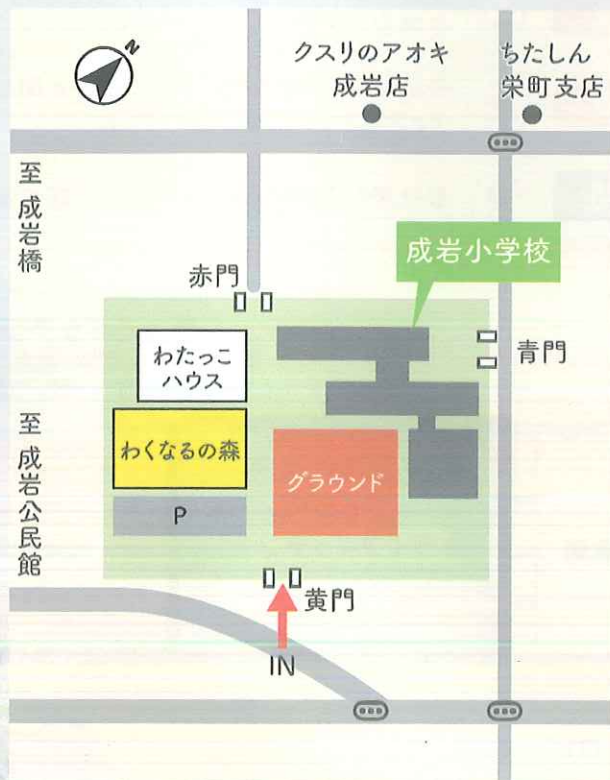 N
クスリのアオキ
成岩店
ちたしん
栄町支店
至 成岩橋
成岩小学校
赤門
青門
わたっこ
ハウス
至 成岩公民館
わくなるの森
グラウンド
P
黄門
IN